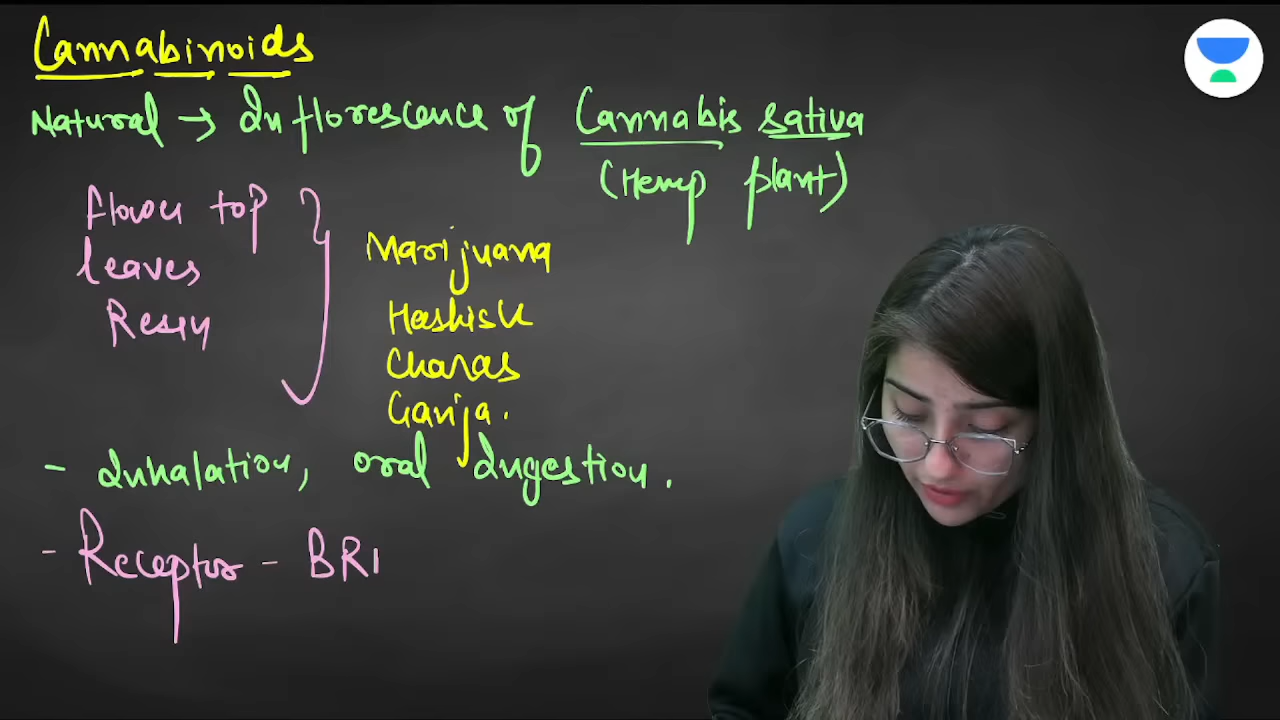 Cannabinoids
Natural → Inflorescence of Cannabis sativa
(Hemp plant)
flower top
leaves
Resin
Marijuana
Hashish
Charas
Ganja.
- Inhalation, oral Ingestion.
- Receptor - BRI